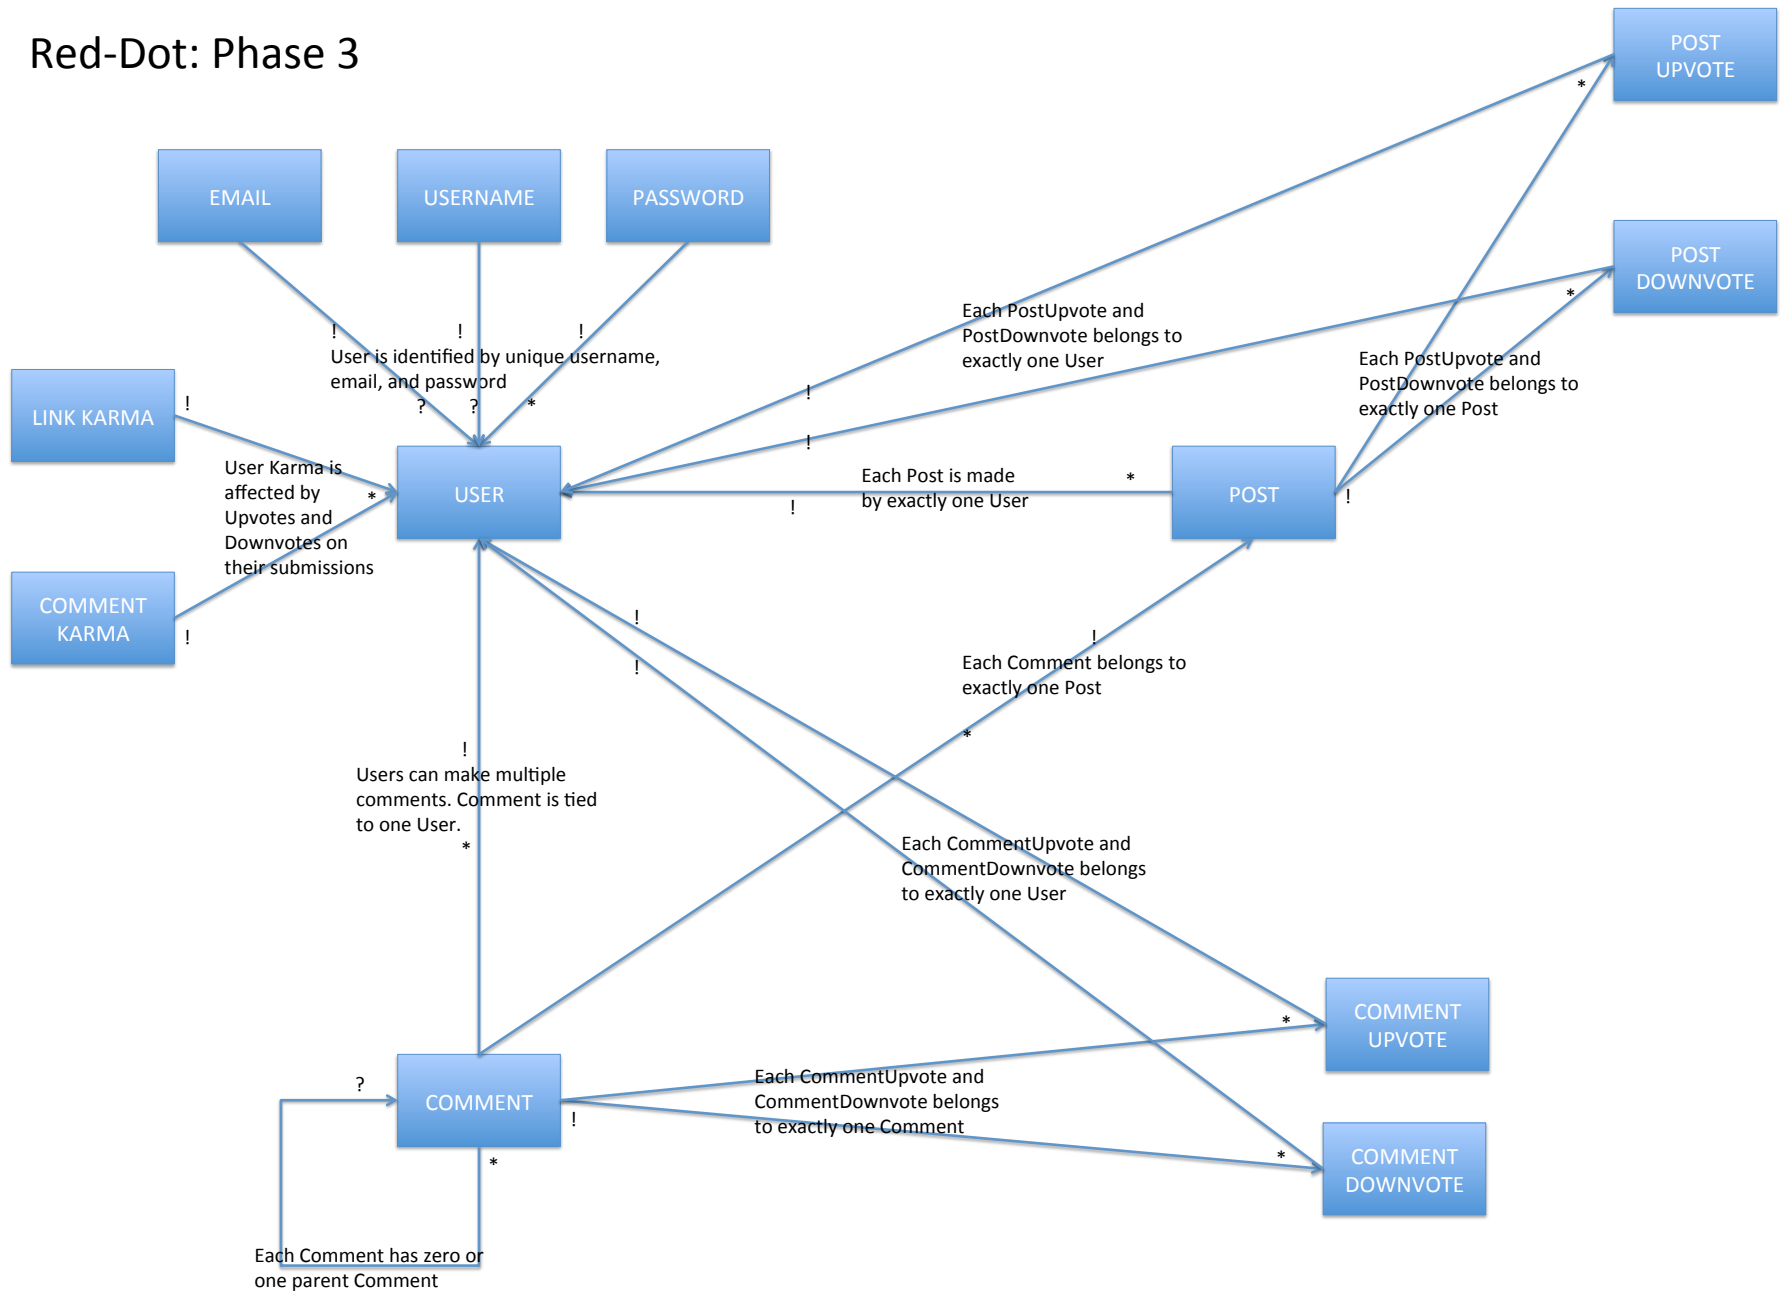 Red-Dot: Phase 3
POST
UPVOTE
*
EMAIL
USERNAME
PASSWORD
POST
DOWNVOTE
*
Each PostUpvote and
PostDownvote belongs to
exactly one User
!
!
!
User is identified by unique username,
email, and password
?
?
*
Each PostUpvote and
PostDownvote belongs to
exactly one Post
!
!
LINK KARMA
!
User Karma is
affected by
Upvotes and
Downvotes on
their submissions
*
USER
Each Post is made
by exactly one User
*
!
POST
!
COMMENT
KARMA
!
!
!
!
Each Comment belongs to
exactly one Post
*
!
Users can make multiple
comments. Comment is tied
to one User.
*
Each CommentUpvote and
CommentDownvote belongs
to exactly one User
COMMENT
UPVOTE
*
?
COMMENT
!
*
Each CommentUpvote and
CommentDownvote belongs
to exactly one Comment
*
COMMENT
DOWNVOTE
Each Comment has zero or
one parent Comment